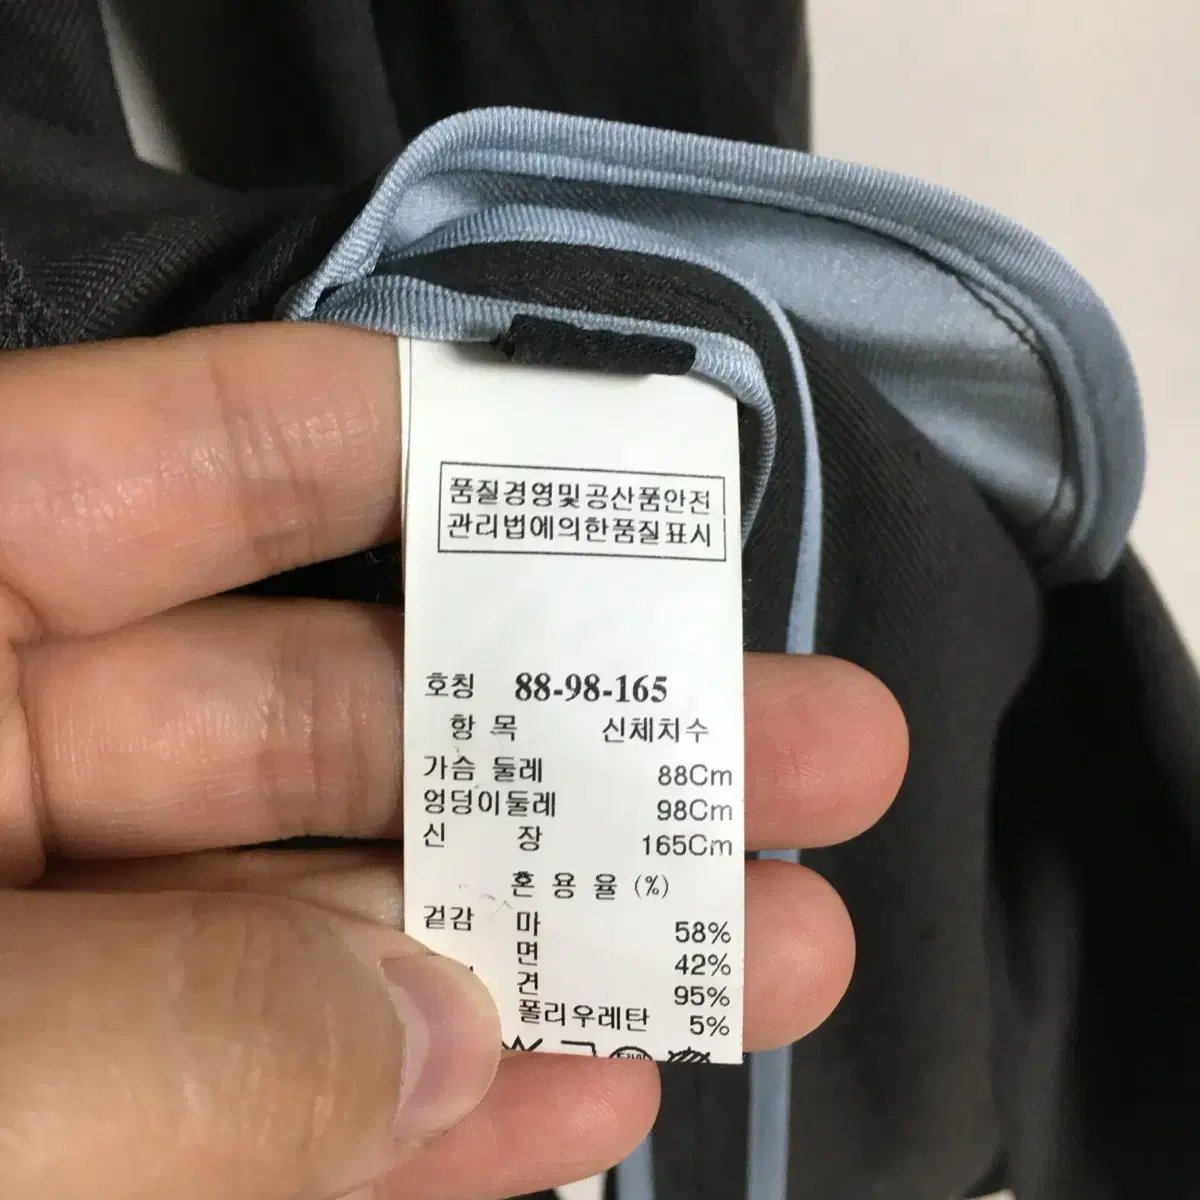 품질경영및공산품안전
관리법에의한품질표시
호칭 88-98-165
항 목 신체치수
가슴 둘레 88Cm
엉덩이둘레 98Cm
신 장 165Cm
혼 용 율 (%)
겉감 마 58%
면 42%
견 95%
폴리우레탄 5%